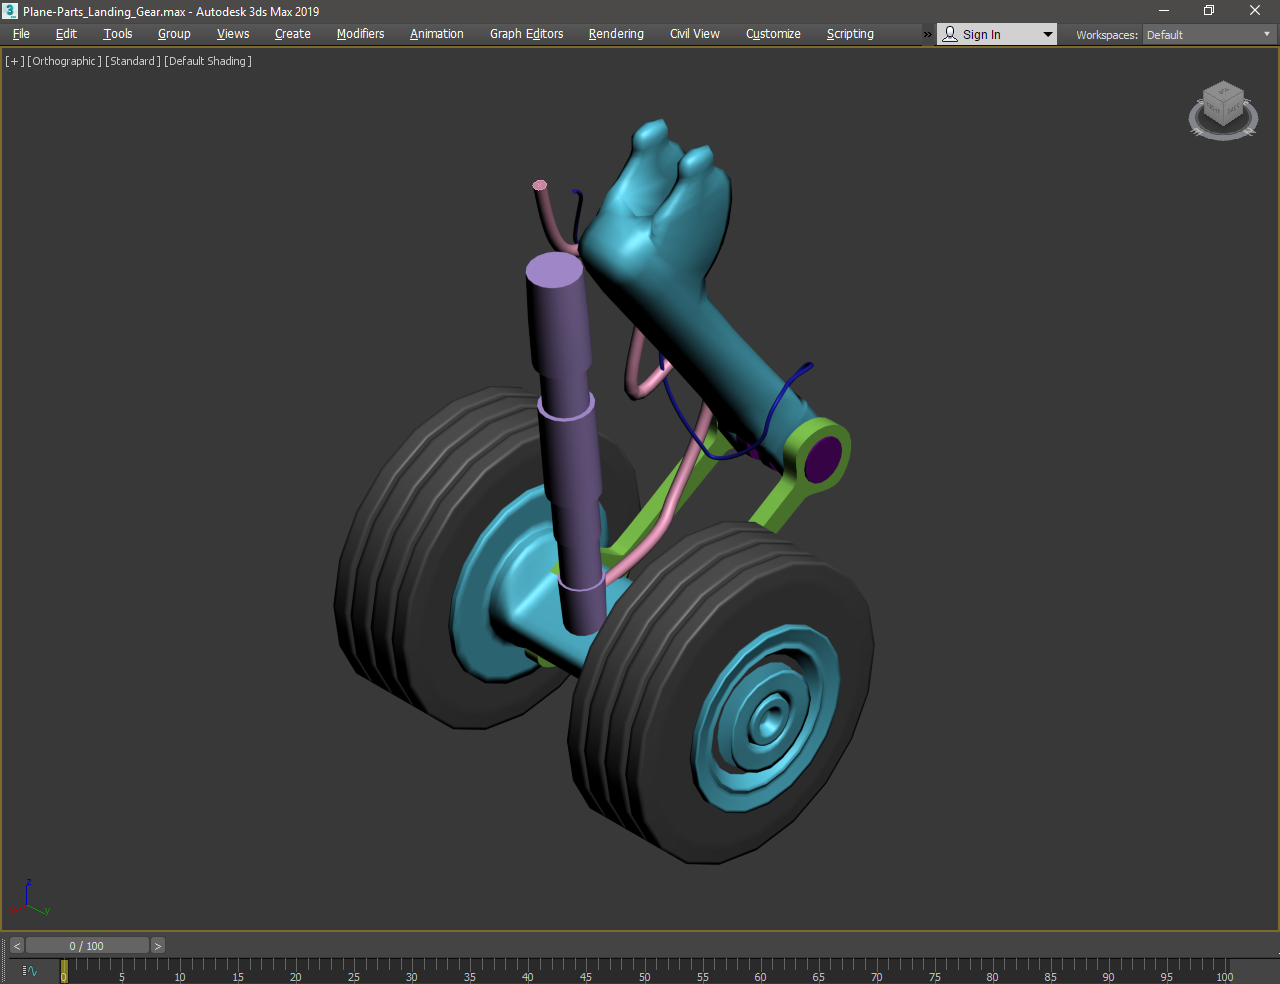 Plane-Parts_Landing_Gear.max - Autodesk 3ds Max 2019
File Edit Tools Group Views Create Modifiers Animation Graph Editors Rendering Civil View Customize Scripting » Sign In Workspaces: Default
[+] [Orthographic] [Standard] [Default Shading]
z
y
< 0 / 100 >
0 5 10 15 20 25 30 35 40 45 50 55 60 65 70 75 80 85 90 95 100